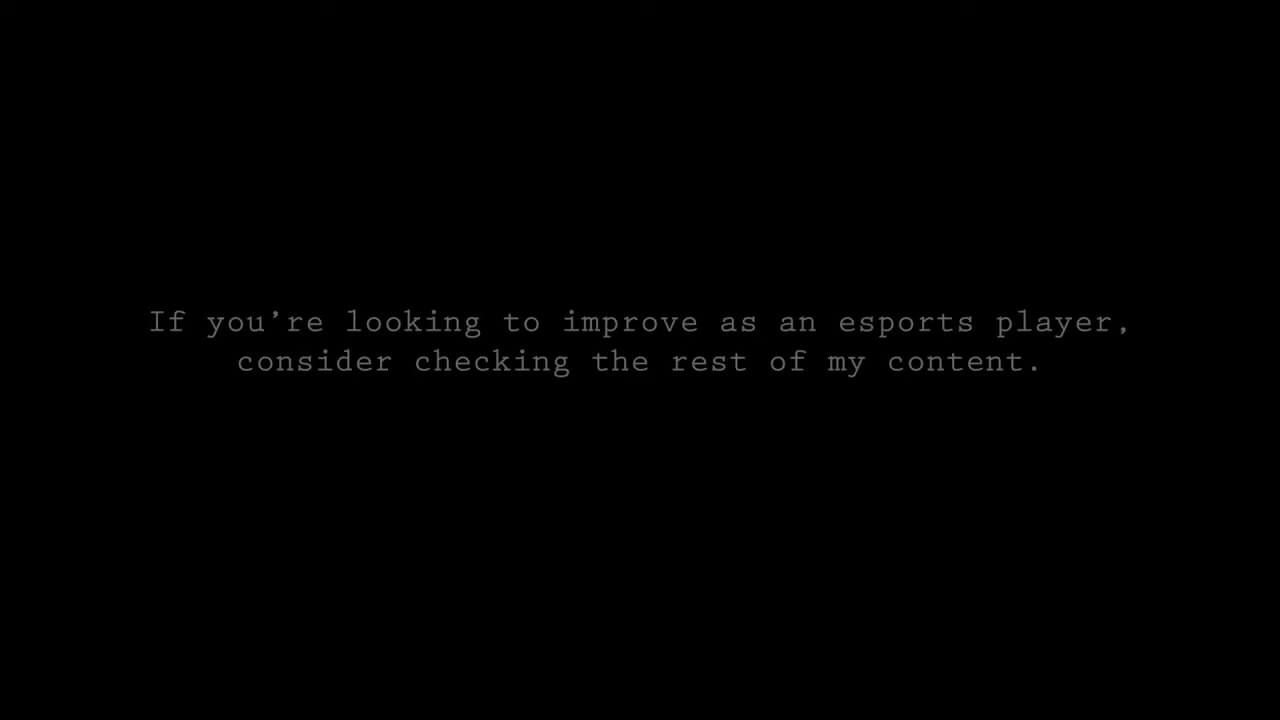 If you’re looking to improve as an esports player,
consider checking the rest of my content.